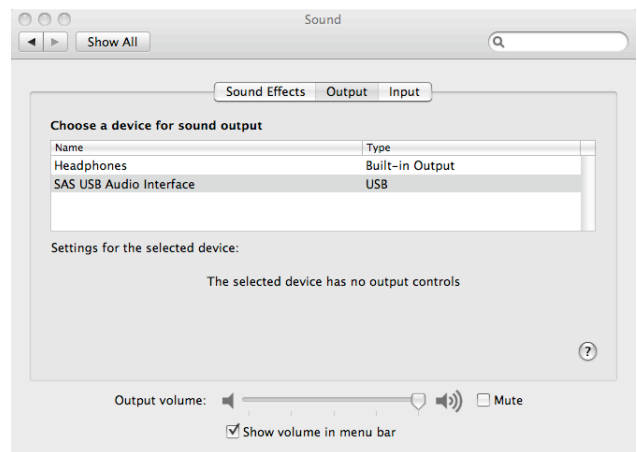 Sound
Show All
Sound Effects Output Input
Choose a device for sound output
Name Type
Headphones Built-in Output
SAS USB Audio Interface USB
Settings for the selected device:
The selected device has no output controls
?
Output volume: Mute
Show volume in menu bar